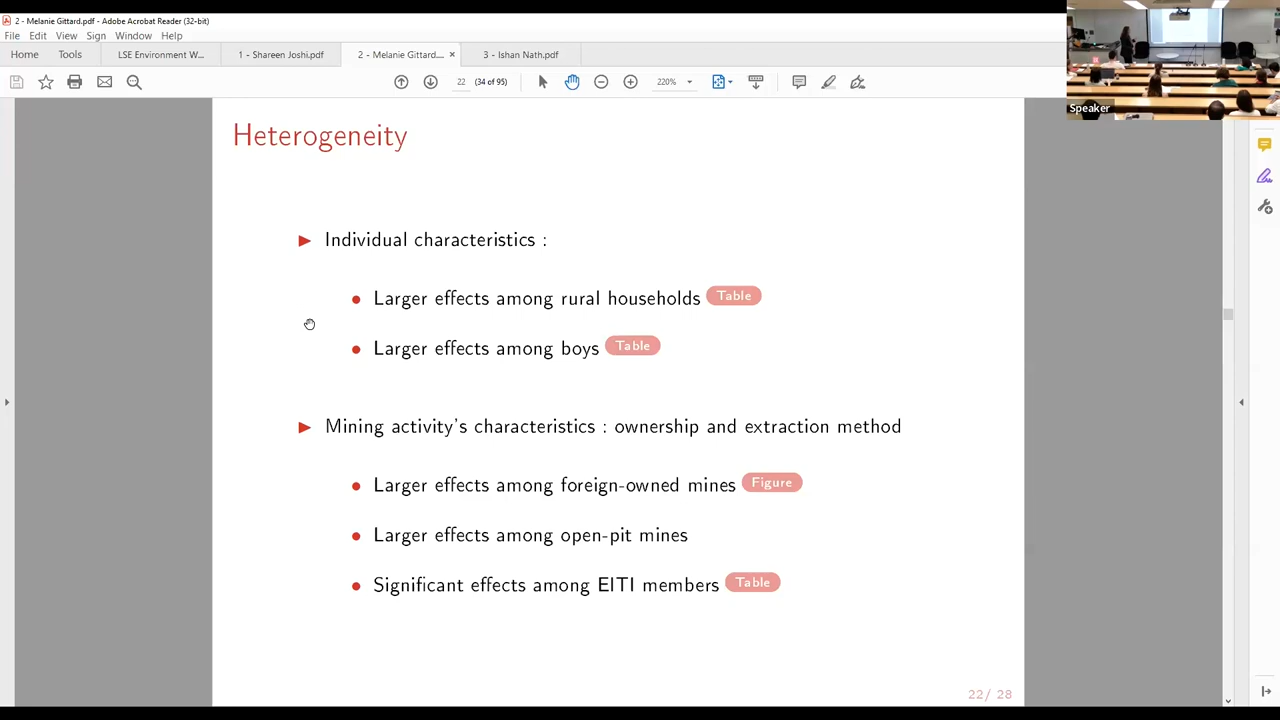 2 - Melanie Gittard.pdf - Adobe Acrobat Reader (32-bit)
File Edit View Sign Window Help
Home Tools LSE Environment W... 1 - Shareen Joshi.pdf 2 - Melanie Gittard.... × 3 - Ishan Nath.pdf
22 (34 of 95) 220%
Speaker
Heterogeneity
Individual characteristics :
Larger effects among rural households Table
Larger effects among boys Table
Mining activity's characteristics : ownership and extraction method
Larger effects among foreign-owned mines Figure
Larger effects among open-pit mines
Significant effects among EITI members Table
22/ 28